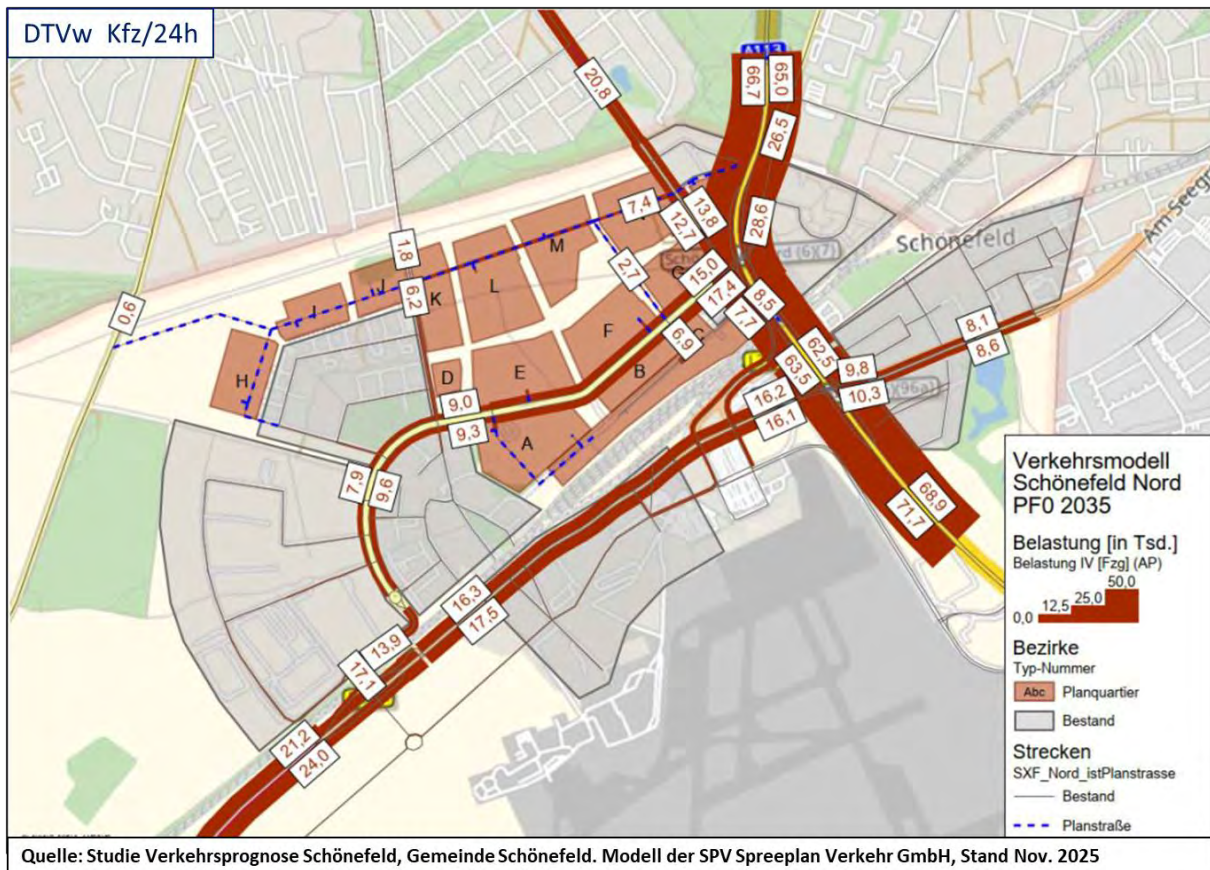 DTVw Kfz/24h
A113
66,7
65,0
20,8
26,5
7,4
13,8
12,7
28,6
Schönefeld
Am Seegr
1,8
M
2,7
15,0
17,4
8,5
7,7
0,6
6,2
J
K
L
G
I
F
6,9
C
8,1
8,6
H
D
E
B
62,5
63,5
9,8
10,3
9,0
9,3
A
16,2
16,1
7,9
9,6
68,9
71,7
16,3
17,5
13,9
17,1
21,2
24,0
Verkehrsmodell
Schönefeld Nord
PF0 2035
Belastung [in Tsd.]
Belastung IV [Fzg] (AP)
0,0 12,5 25,0 50,0
Bezirke
Typ-Nummer
Abc Planquartier
Bestand
Strecken
SXF_Nord_istPlanstrasse
Bestand
Planstraße
Quelle: Studie Verkehrsprognose Schönefeld, Gemeinde Schönefeld. Modell der SPV Spreeplan Verkehr GmbH, Stand Nov. 2025